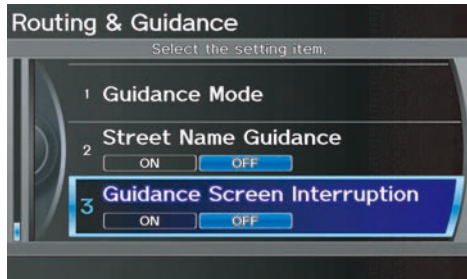 Routing & Guidance
Select the setting item.
1 Guidance Mode
2 Street Name Guidance
ON OFF
3 Guidance Screen Interruption
ON OFF